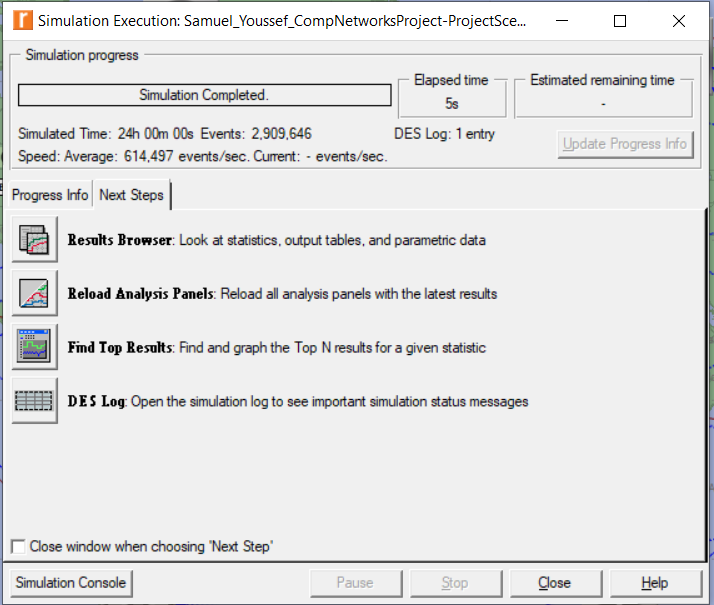 Simulation Execution: Samuel_Youssef_CompNetworksProject-ProjectSce...
Simulation progress
Simulation Completed.
Elapsed time
5s
Estimated remaining time
-
Simulated Time: 24h 00m 00s Events: 2,909,646
DES Log: 1 entry
Speed: Average: 614,497 events/sec. Current: - events/sec.
Update Progress Info
Progress Info
Next Steps
Results Browser: Look at statistics, output tables, and parametric data
Reload Analysis Panels: Reload all analysis panels with the latest results
Find Top Results: Find and graph the Top N results for a given statistic
DES Log: Open the simulation log to see important simulation status messages
Close window when choosing 'Next Step'
Simulation Console
Pause
Stop
Close
Help